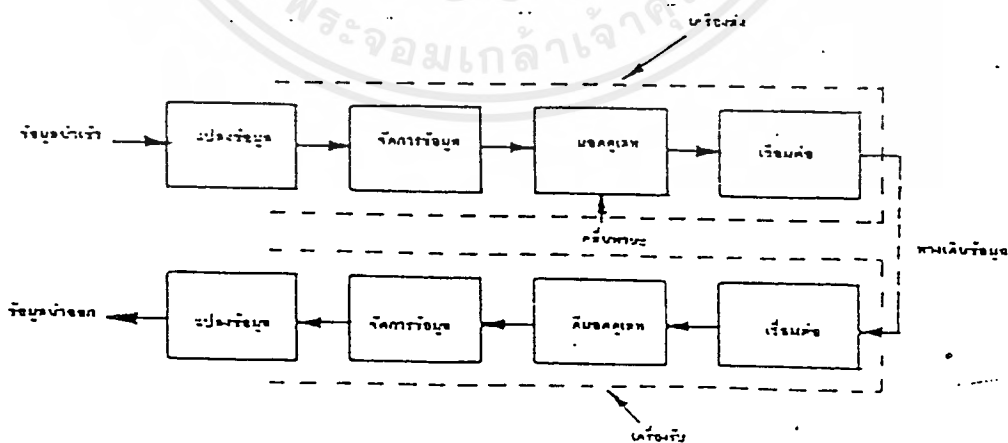 พระจอมเกล้าเจ้าคุณ
เครื่องส่ง
ข้อมูลนำเข้า
แปลงข้อมูล
จัดการข้อมูล
มอดดูเลท
เชื่อมต่อ
คลื่นพาหะ
ทางเดินข้อมูล
ข้อมูลนำออก
แปลงข้อมูล
จัดการข้อมูล
ดีมอดดูเลท
เชื่อมต่อ
เครื่องรับ